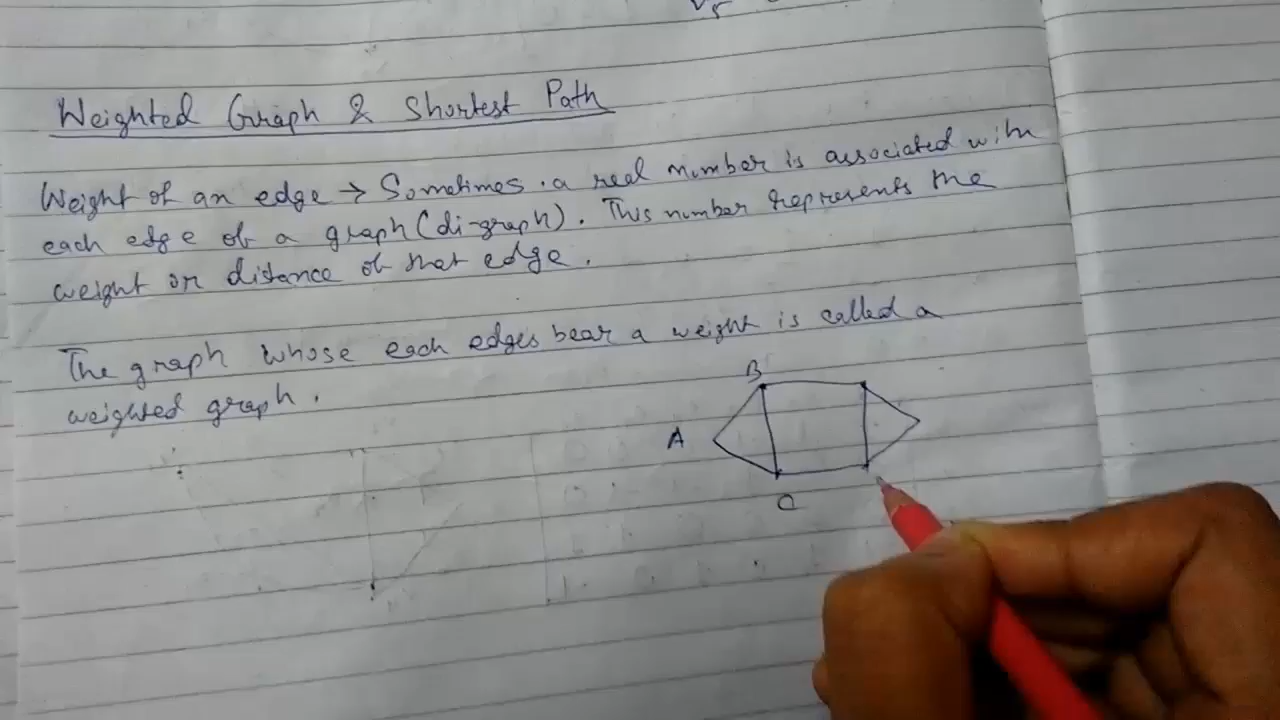 Weighted Graph & Shortest Path
Weight of an edge → Sometimes a real number is associated with
each edge of a graph (di-graph). This number represents the
weight or distance of that edge.
The graph whose each edges bear a weight is called a
weighted graph.
B
A
C